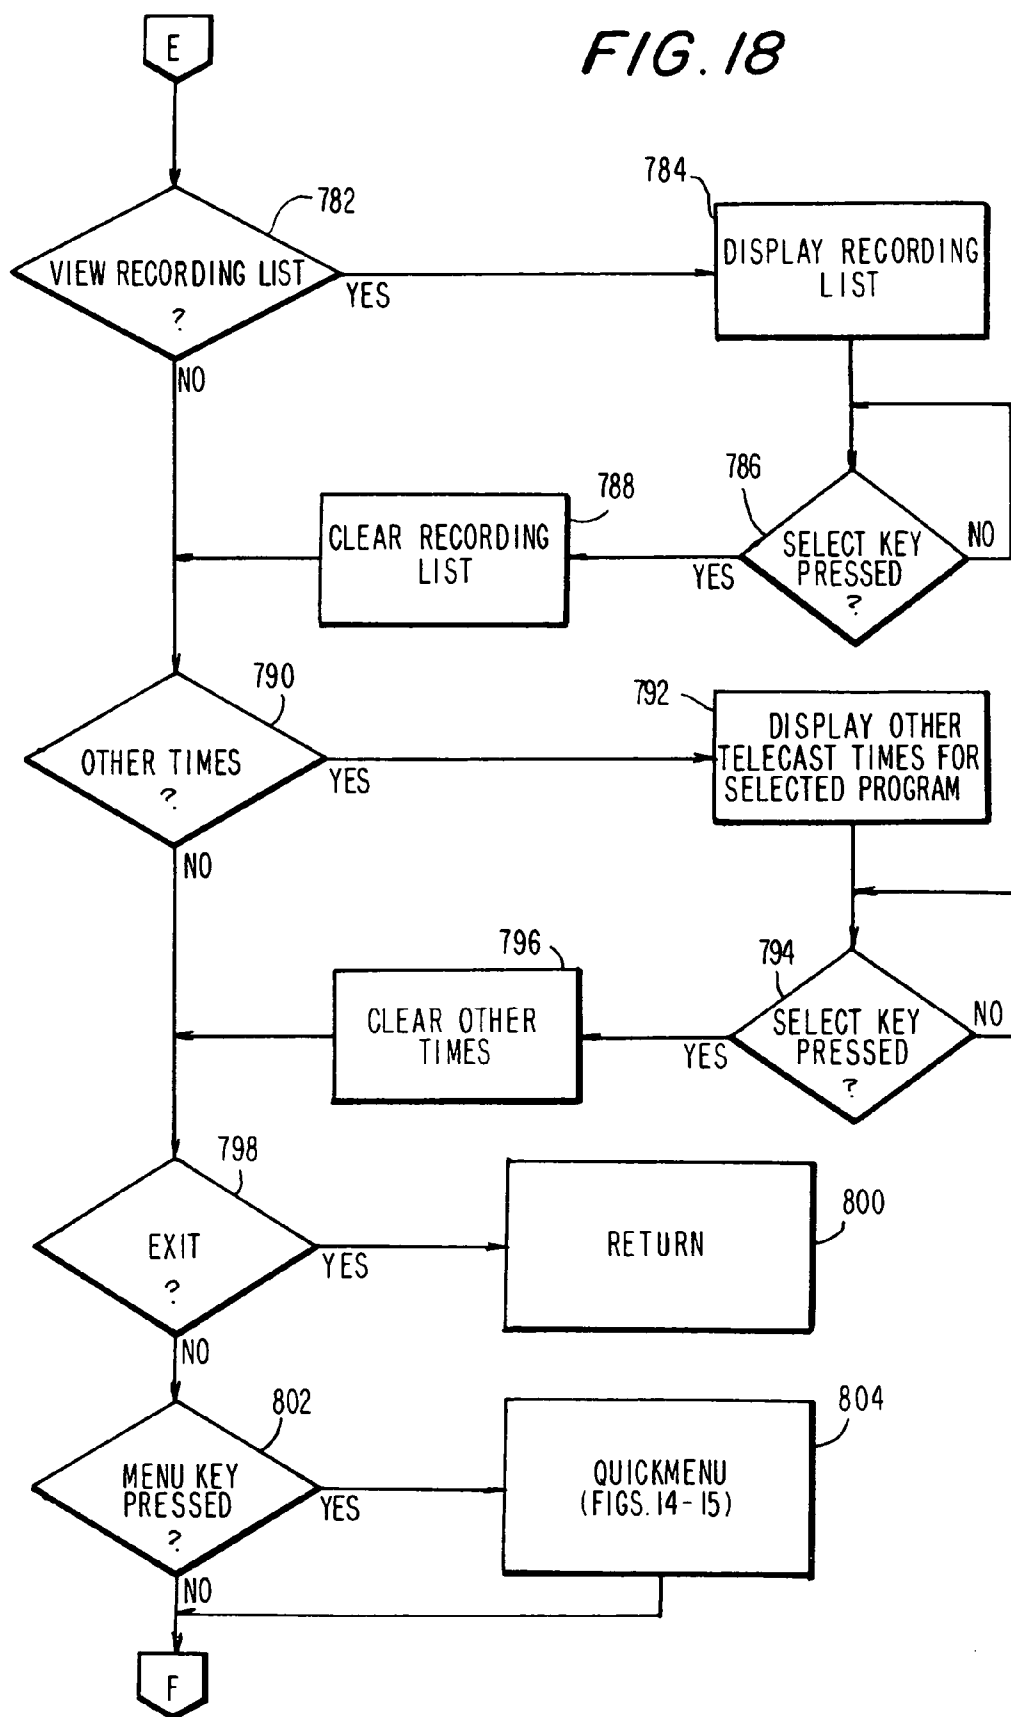 FIG. 18
E
782
VIEW RECORDING LIST
?
YES
NO
784
DISPLAY RECORDING
LIST
786
SELECT KEY
PRESSED
?
NO
YES
788
CLEAR RECORDING
LIST
790
OTHER TIMES
?
YES
NO
792
DISPLAY OTHER
TELECAST TIMES FOR
SELECTED PROGRAM
794
SELECT KEY
PRESSED
?
NO
YES
796
CLEAR OTHER
TIMES
798
EXIT
?
YES
NO
800
RETURN
802
MENU KEY
PRESSED
?
YES
NO
804
QUICKMENU
(FIGS. 14-15)
F